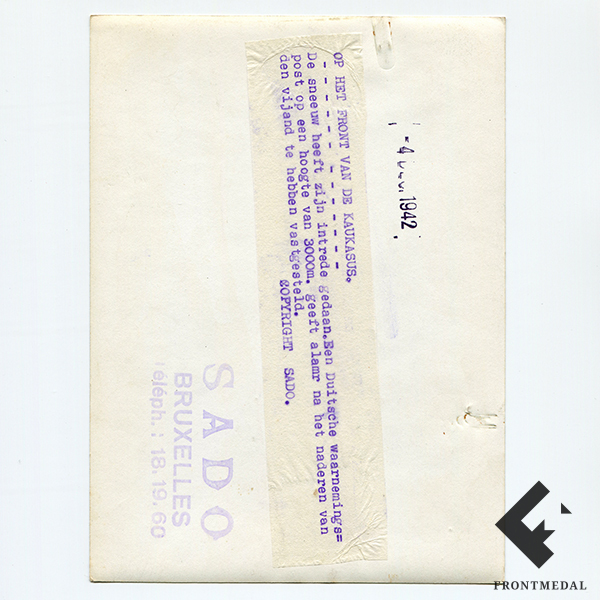 OP HET FRONT VAN DE KAUKASUS.
De sneeuw heeft zijn intrede gedaan.Een Duitsche waarnemings=
post op een hoogte van 3000m. geeft alamr na het naderen van
den vijand te hebben vastgesteld.
COPYRIGHT SADO.
-4 1942
SADO
BRUXELLES
Teléph.: 18.19.60
FRONTMEDAL